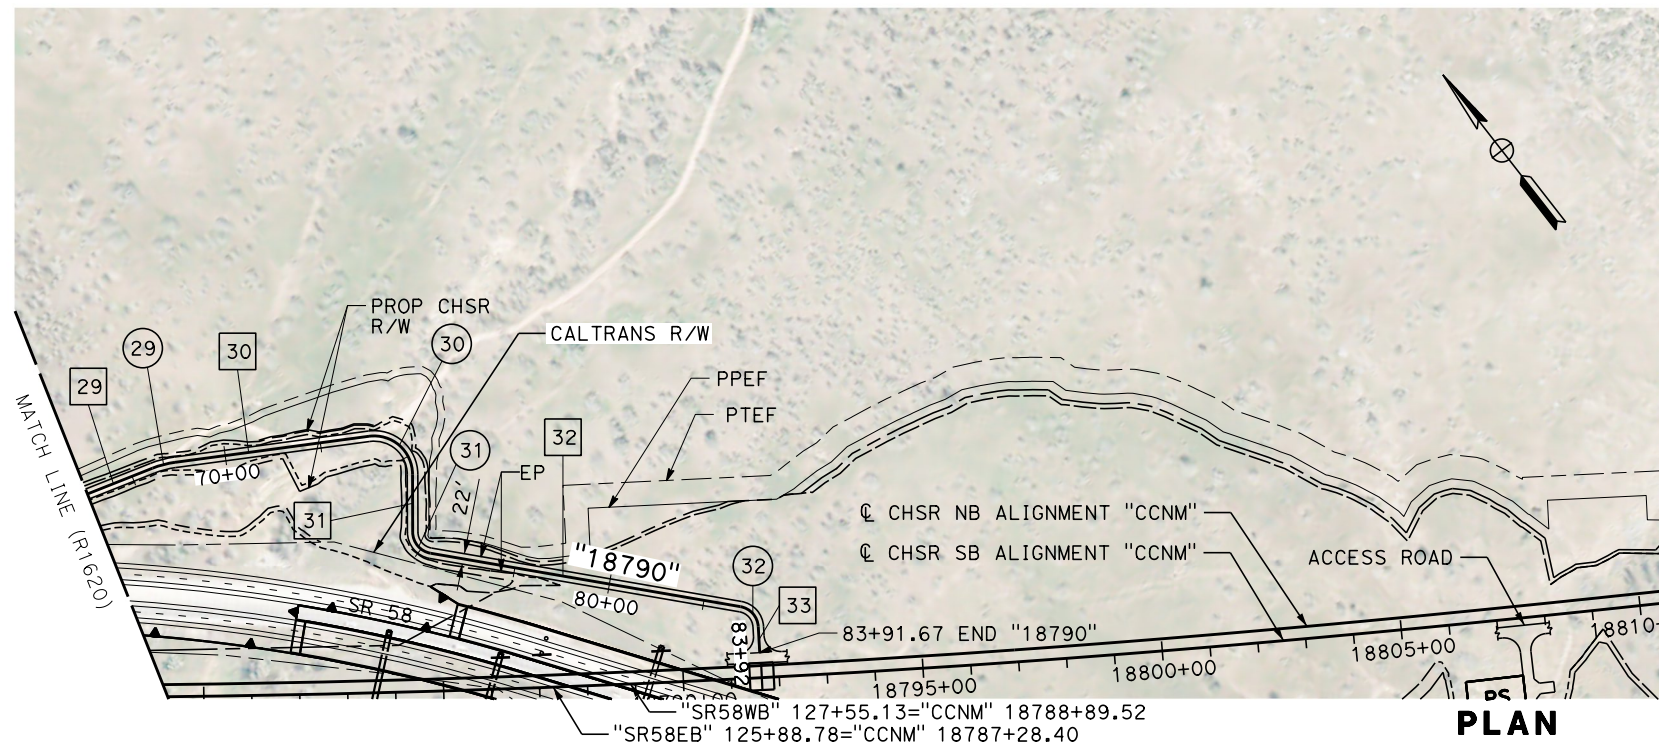 PROP CHSR
R/W
CALTRANS R/W
29
30
30
29
PPEF
PTEF
MATCH LINE (R1620)
70+00
31
32
EP
22'
31
"18790"
80+00
32
33
83+92
℄ CHSR NB ALIGNMENT "CCNM"
℄ CHSR SB ALIGNMENT "CCNM"
ACCESS ROAD
SR 58
83+91.67 END "18790"
18795+00
18800+00
18805+00
18810+
PS
"SR58WB" 127+55.13="CCNM" 18788+89.52
"SR58EB" 125+88.78="CCNM" 18787+28.40
PLAN